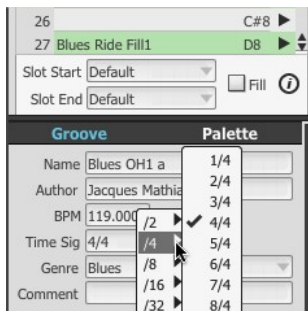 26 C#8
27 Blues Ride Fill1 D8
Slot Start Default
Fill
Slot End Default
Groove Palette
Name Blues OH1 a
Author Jacques Mathia
BPM 119.000
Time Sig 4/4
Genre Blues
Comment
/2
/4
/8
/16
/32
1/4
2/4
3/4
4/4
5/4
6/4
7/4
8/4